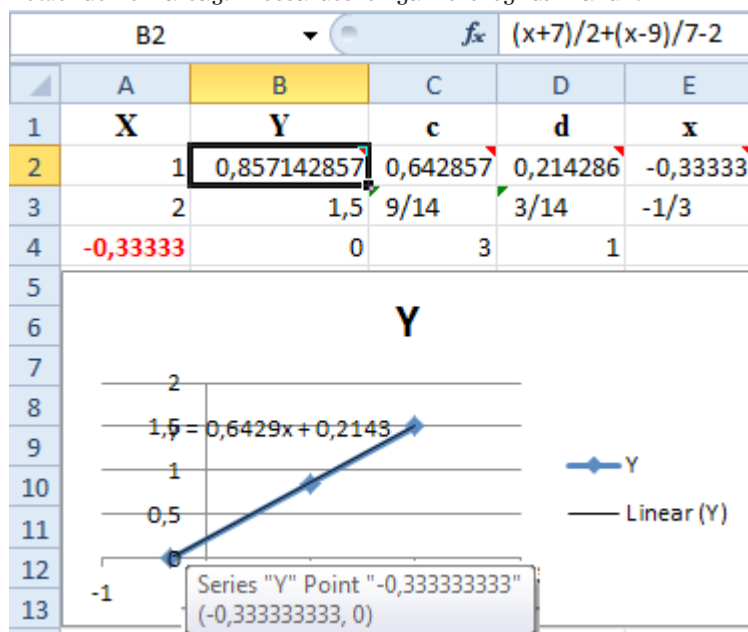 B2 fx (x+7)/2+(x-9)/7-2
A B C D E
1 X Y c d x
2 1 0,857142857 0,642857 0,214286 -0,33333
3 2 1,5 9/14 3/14 -1/3
4 -0,33333 0 3 1
5
6 Y
7
8 2
9 1,5 y = 0,6429x + 0,2143
10 1 Y
11 0,5 Linear (Y)
12 0
-1 Series "Y" Point "-0,333333333"
13 (-0,333333333, 0)